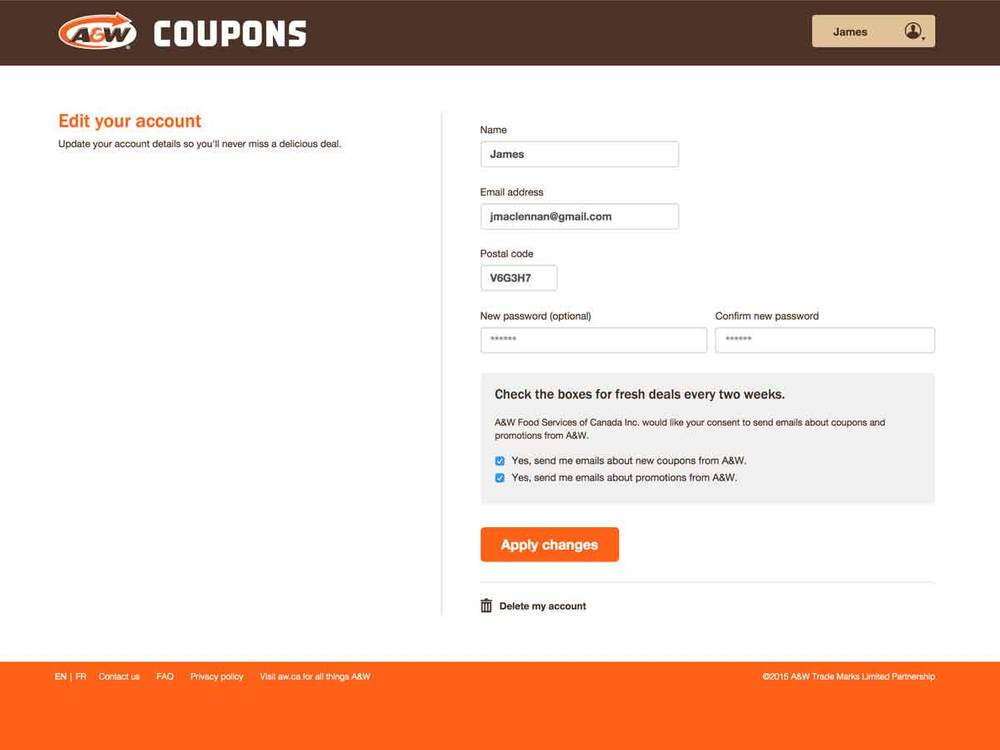 A&W COUPONS
James
Edit your account
Update your account details so you'll never miss a delicious deal.
Name
James
Email address
jmaclennan@gmail.com
Postal code
V6G3H7
New password (optional)
Confirm new password
******
******
Check the boxes for fresh deals every two weeks.
A&W Food Services of Canada Inc. would like your consent to send emails about coupons and
promotions from A&W.
Yes, send me emails about new coupons from A&W.
Yes, send me emails about promotions from A&W.
Apply changes
Delete my account
EN | FR Contact us FAQ Privacy policy Visit aw.ca for all things A&W
©2015 A&W Trade Marks Limited Partnership